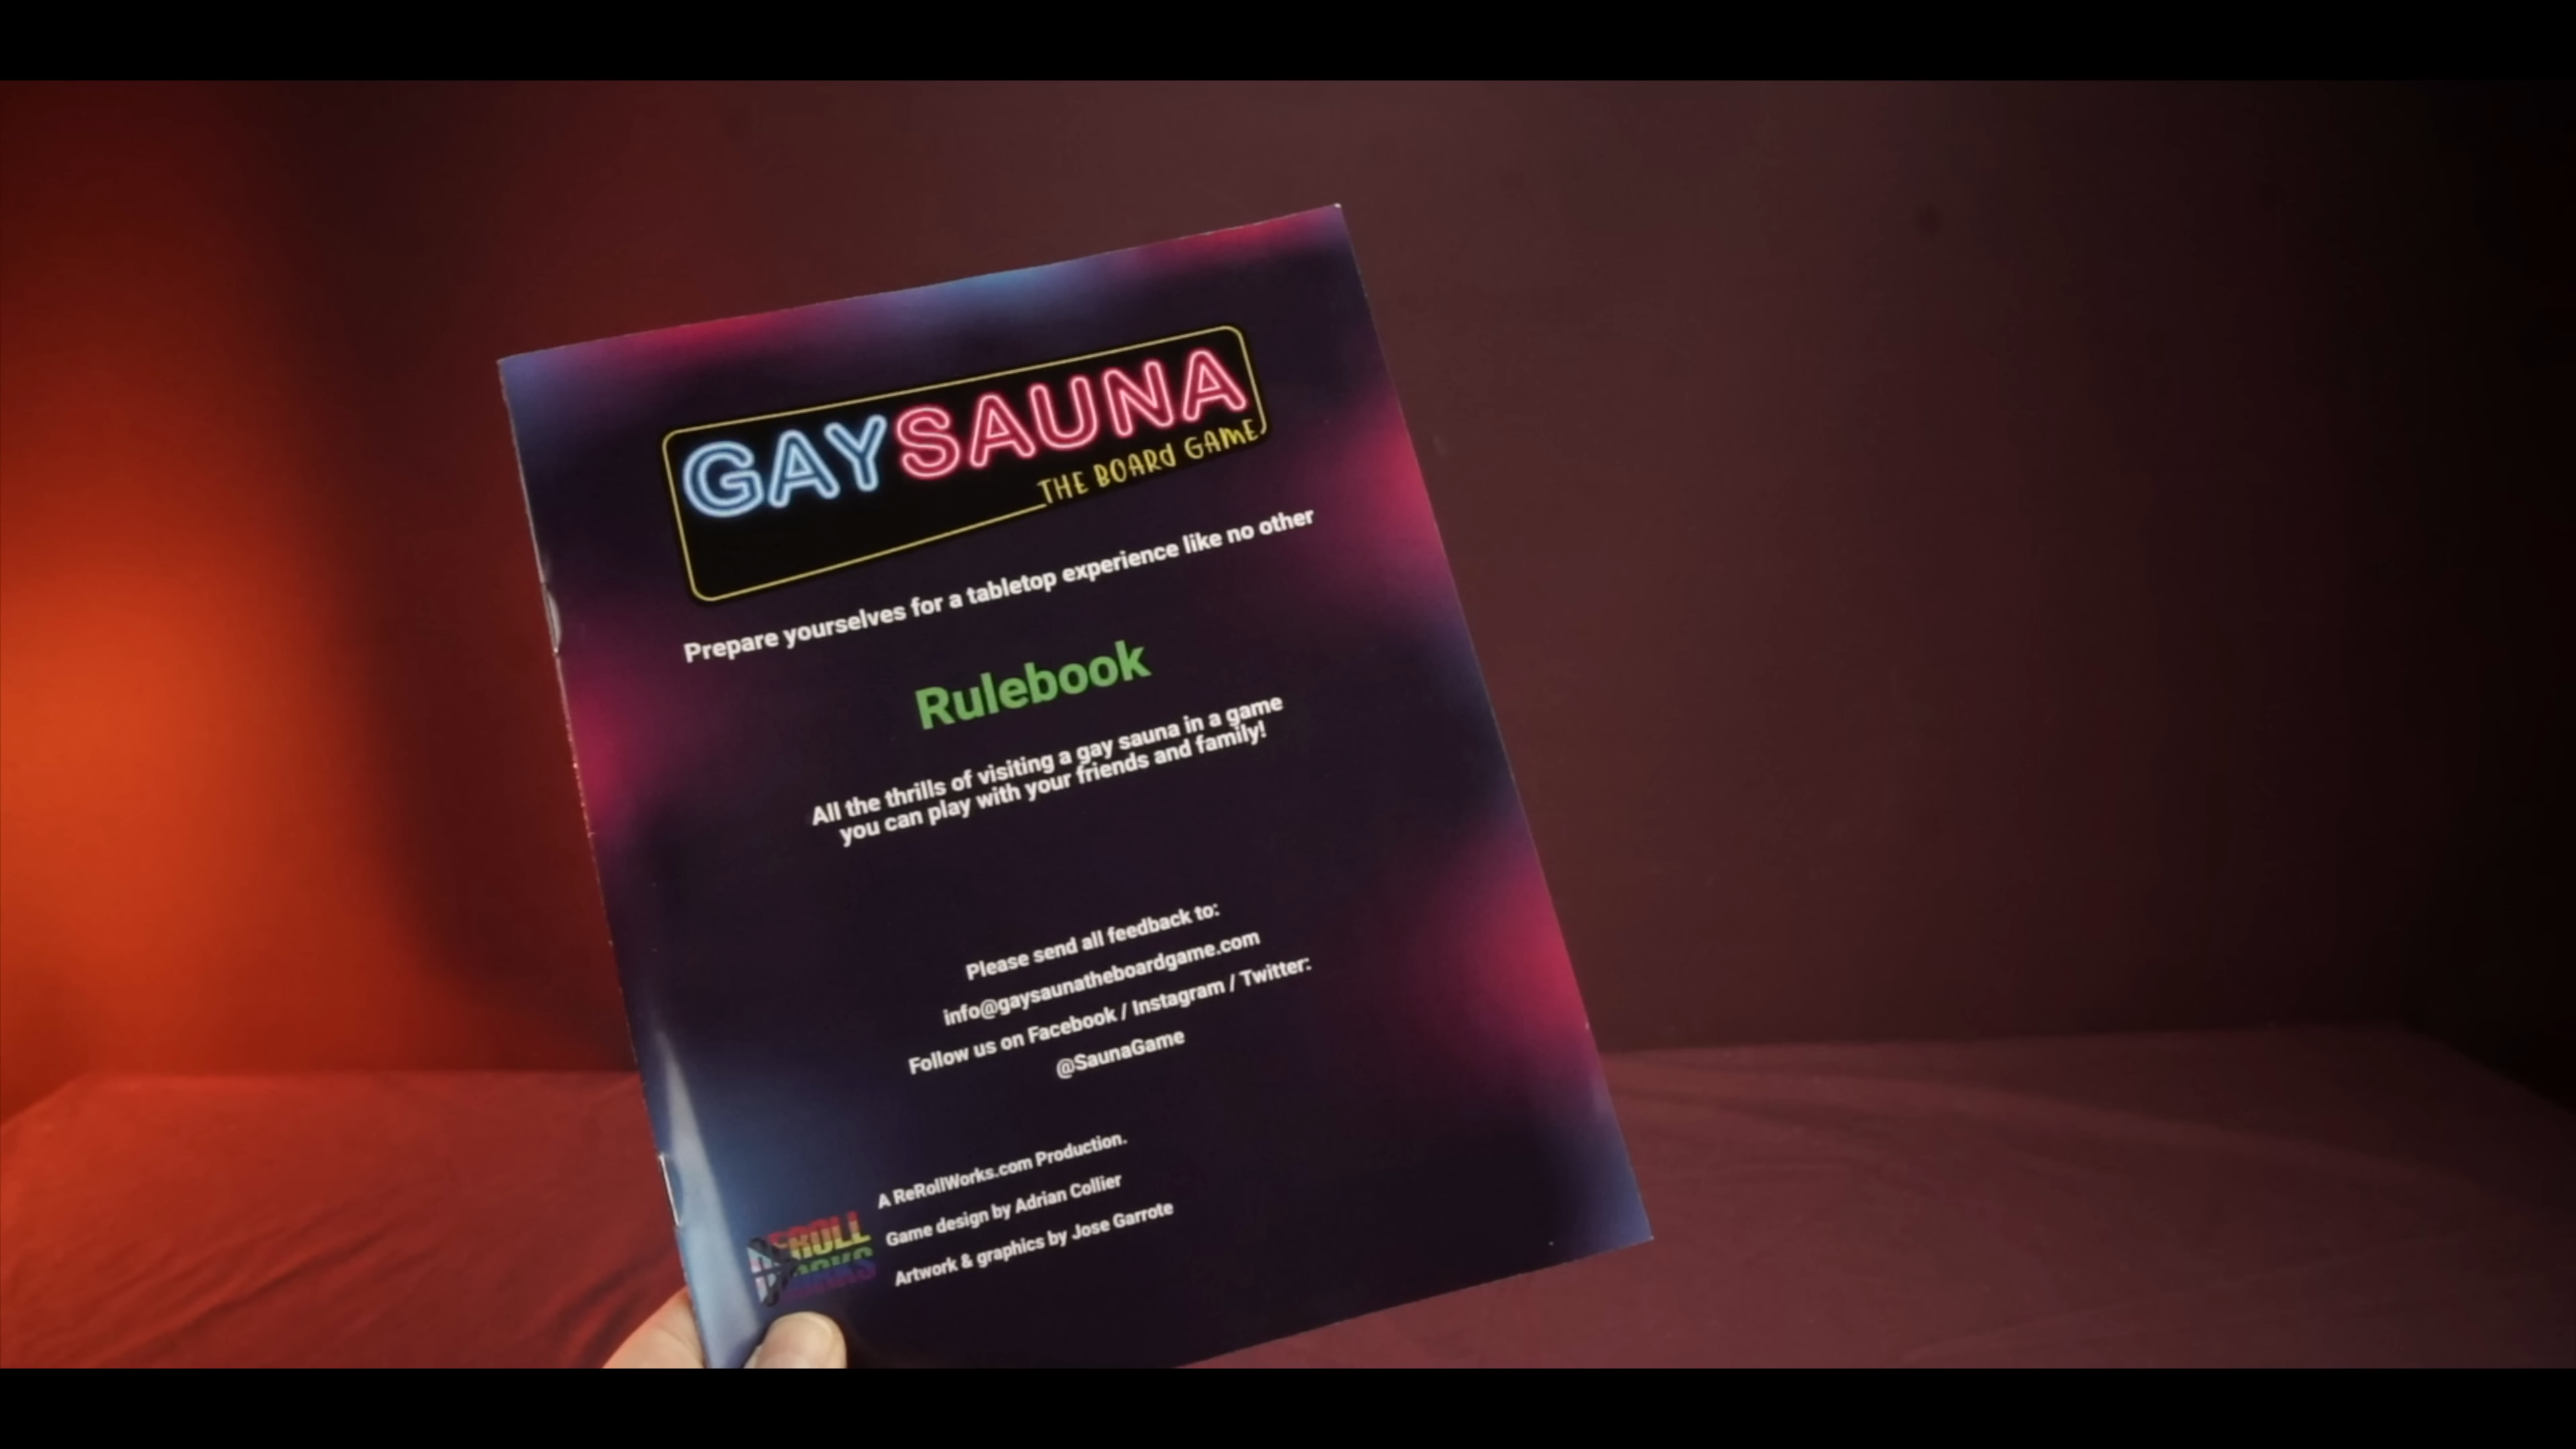 GAYSAUNA
THE BOARd GAME
Prepare yourselves for a tabletop experience like no other
Rulebook
All the thrills of visiting a gay sauna in a game
you can play with your friends and family!
Please send all feedback to:
info@gaysaunatheboardgame.com
Follow us on Facebook / Instagram / Twitter:
@SaunaGame
A ReRollWorks.com Production.
Game design by Adrian Collier
Artwork & graphics by Jose Garrote
REROLL
WORKS